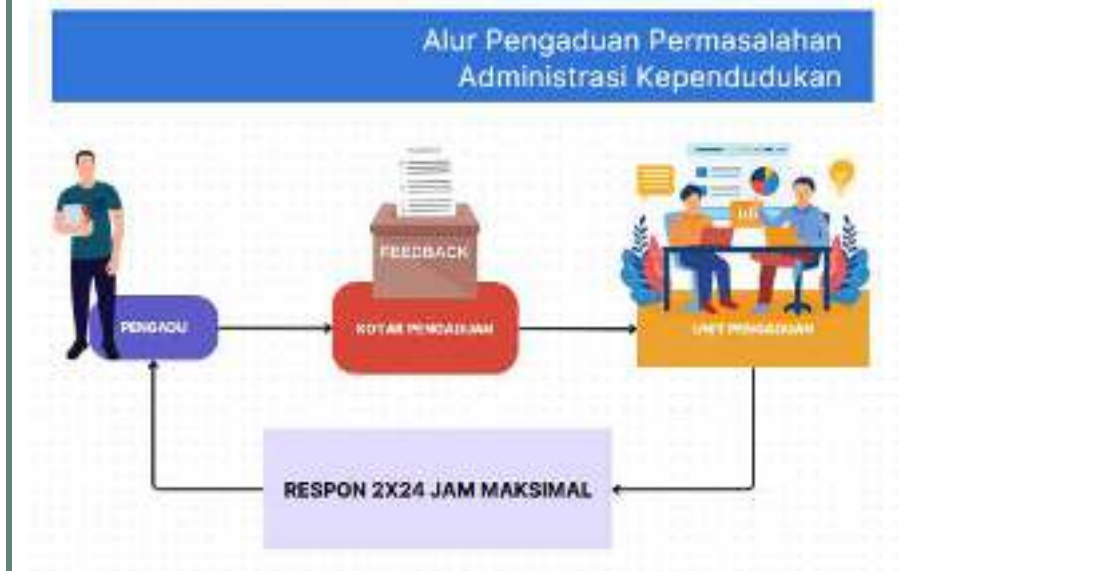 Alur Pengaduan Permasalahan
Administrasi Kependudukan
FEEDBACK
PENGADU
KOTAK PENGADUAN
UNIT PENGADUAN
RESPON 2X24 JAM MAKSIMAL